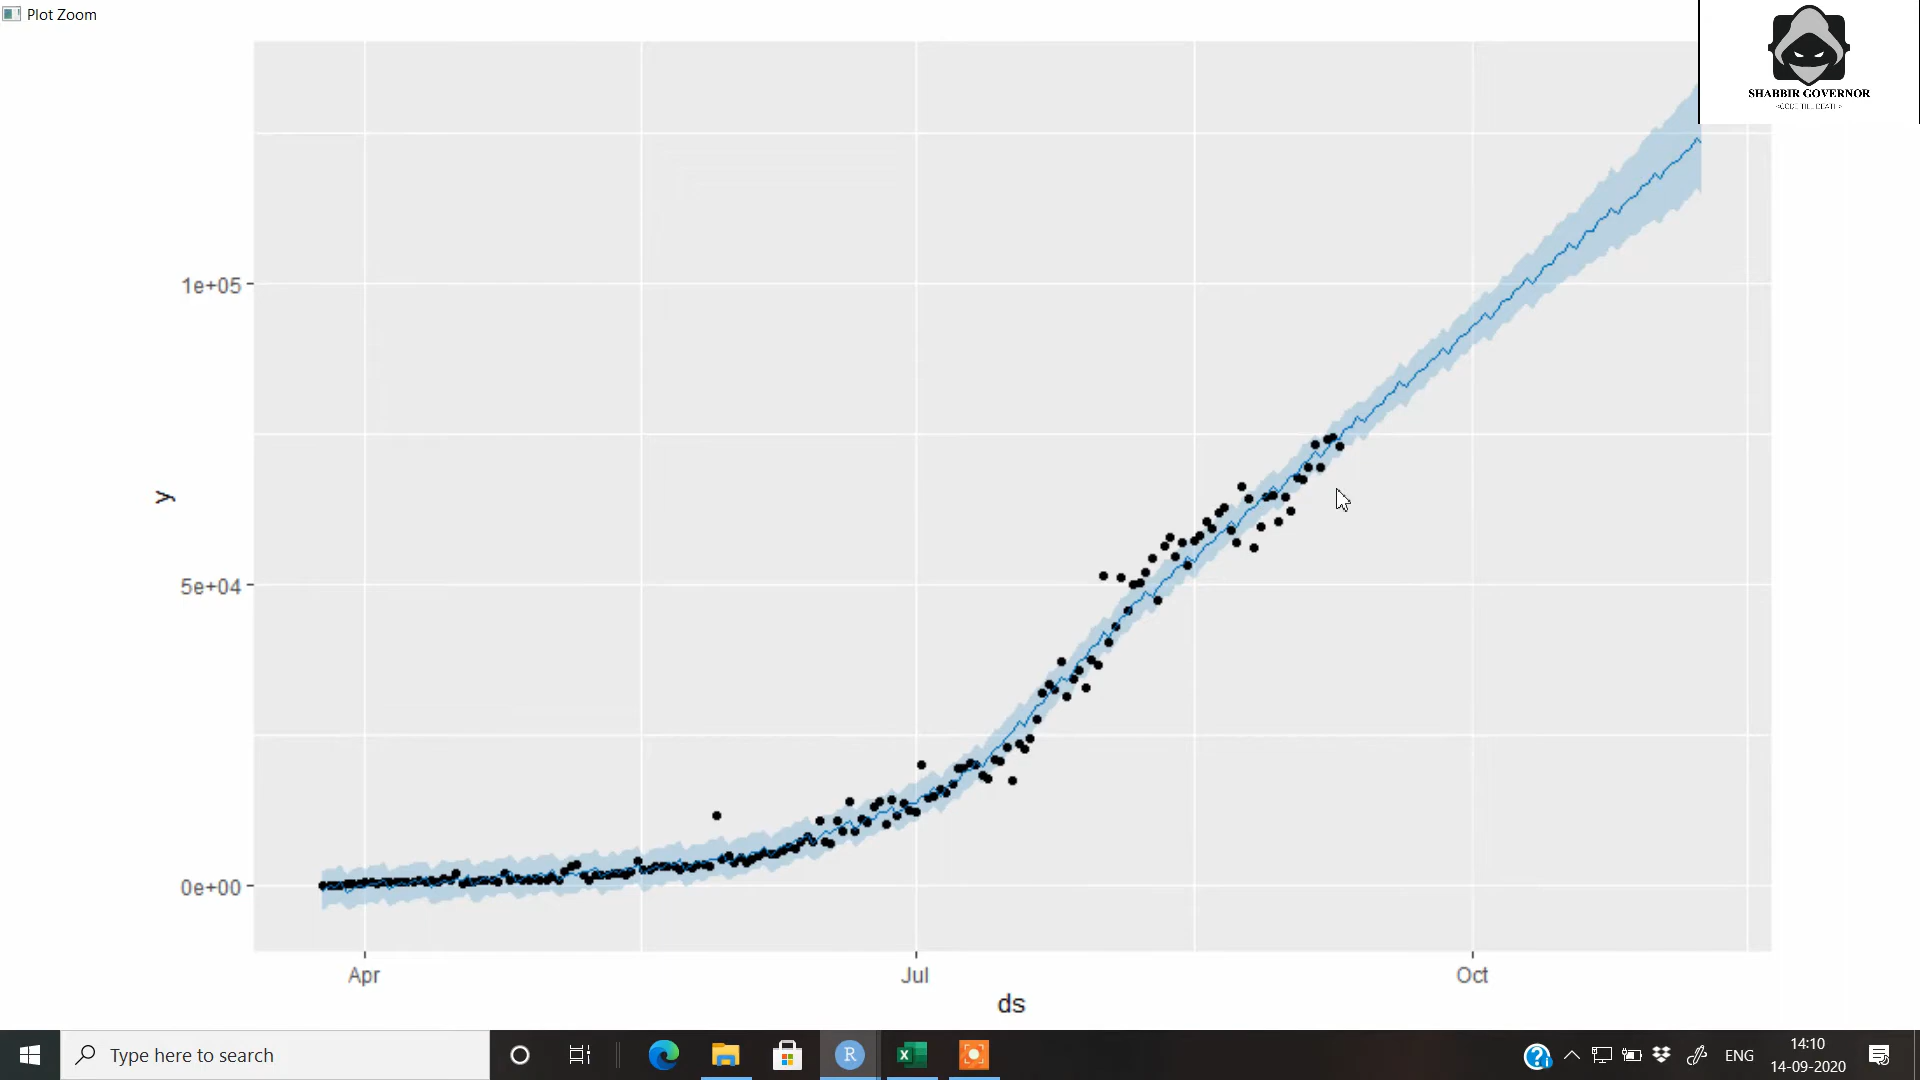 Plot Zoom
SHABBIR GOVERNOR
1e+05
5e+04
0e+00
y
Apr
Jul
Oct
ds
Type here to search
R
ENG
14:10
14-09-2020